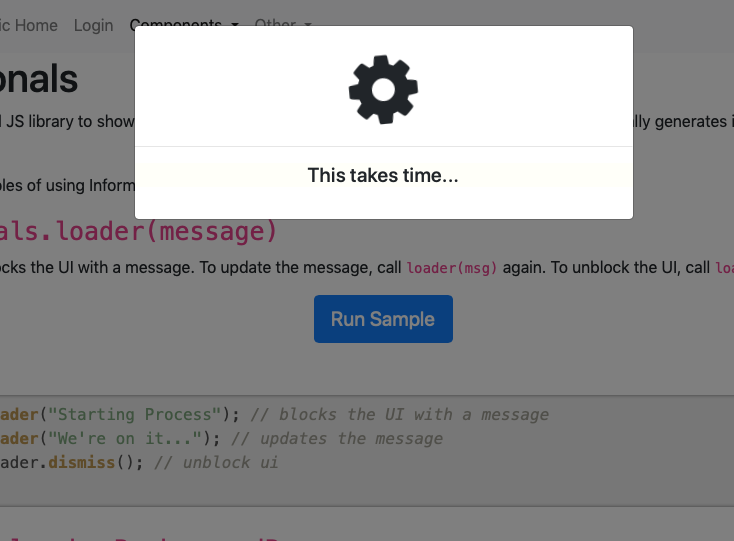 ic Home Login Components Other
This takes time...
onals
JS library to show
lly generates i
les of using Inform
als.loader(message)
cks the UI with a message. To update the message, call loader(msg) again. To unblock the UI, call loa
Run Sample
ader("Starting Process"); // blocks the UI with a message
ader("We're on it..."); // updates the message
ader.dismiss(); // unblock ui